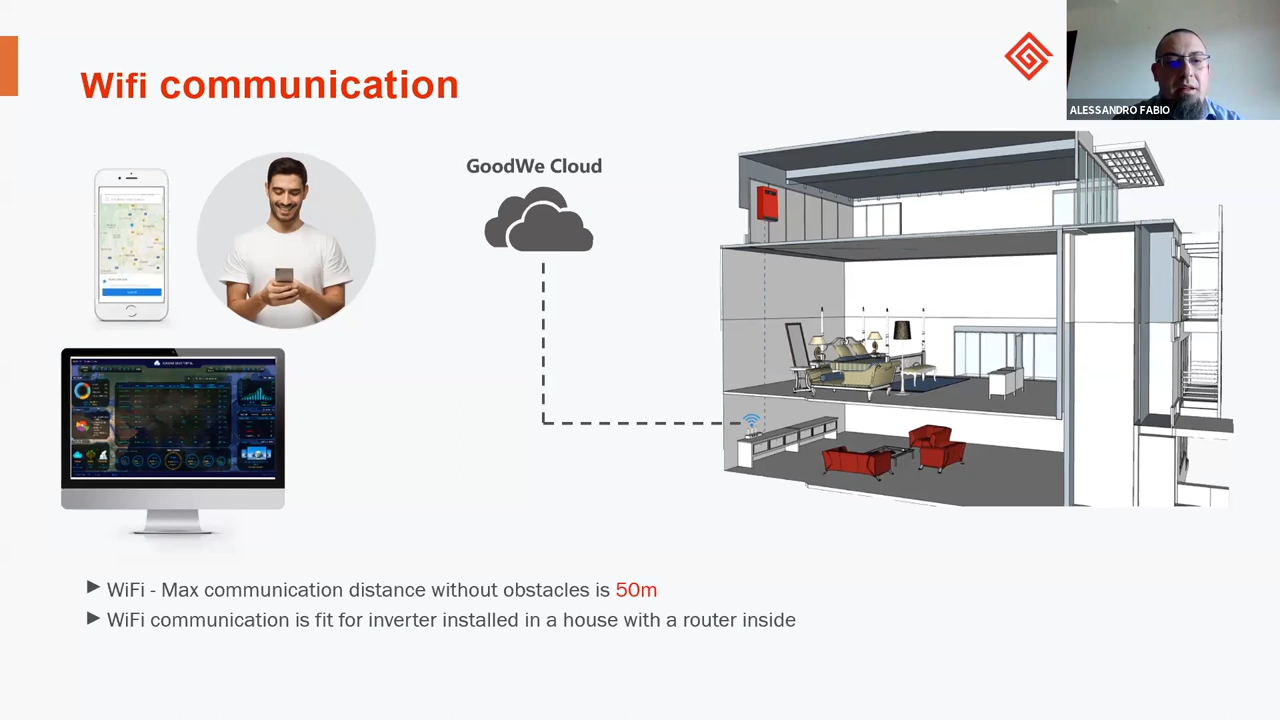 Wifi communication
ALESSANDRO FABIO
GoodWe Cloud
WiFi - Max communication distance without obstacles is 50m
WiFi communication is fit for inverter installed in a house with a router inside